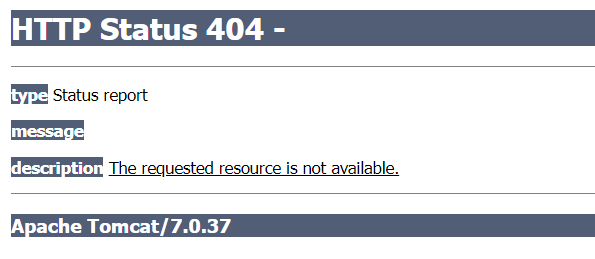 HTTP Status 404 -
type Status report
message
description The requested resource is not available.
Apache Tomcat/7.0.37